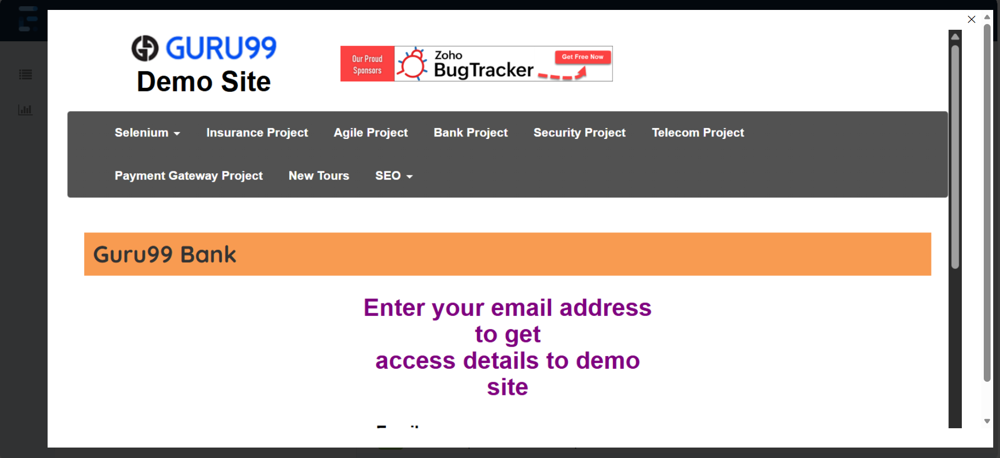 GURU99
Demo Site
Our Proud
Sponsors
Zoho
BugTracker
Get Free Now
Selenium
Insurance Project
Agile Project
Bank Project
Security Project
Telecom Project
Payment Gateway Project
New Tours
SEO
Guru99 Bank
Enter your email address
to get
access details to demo
site